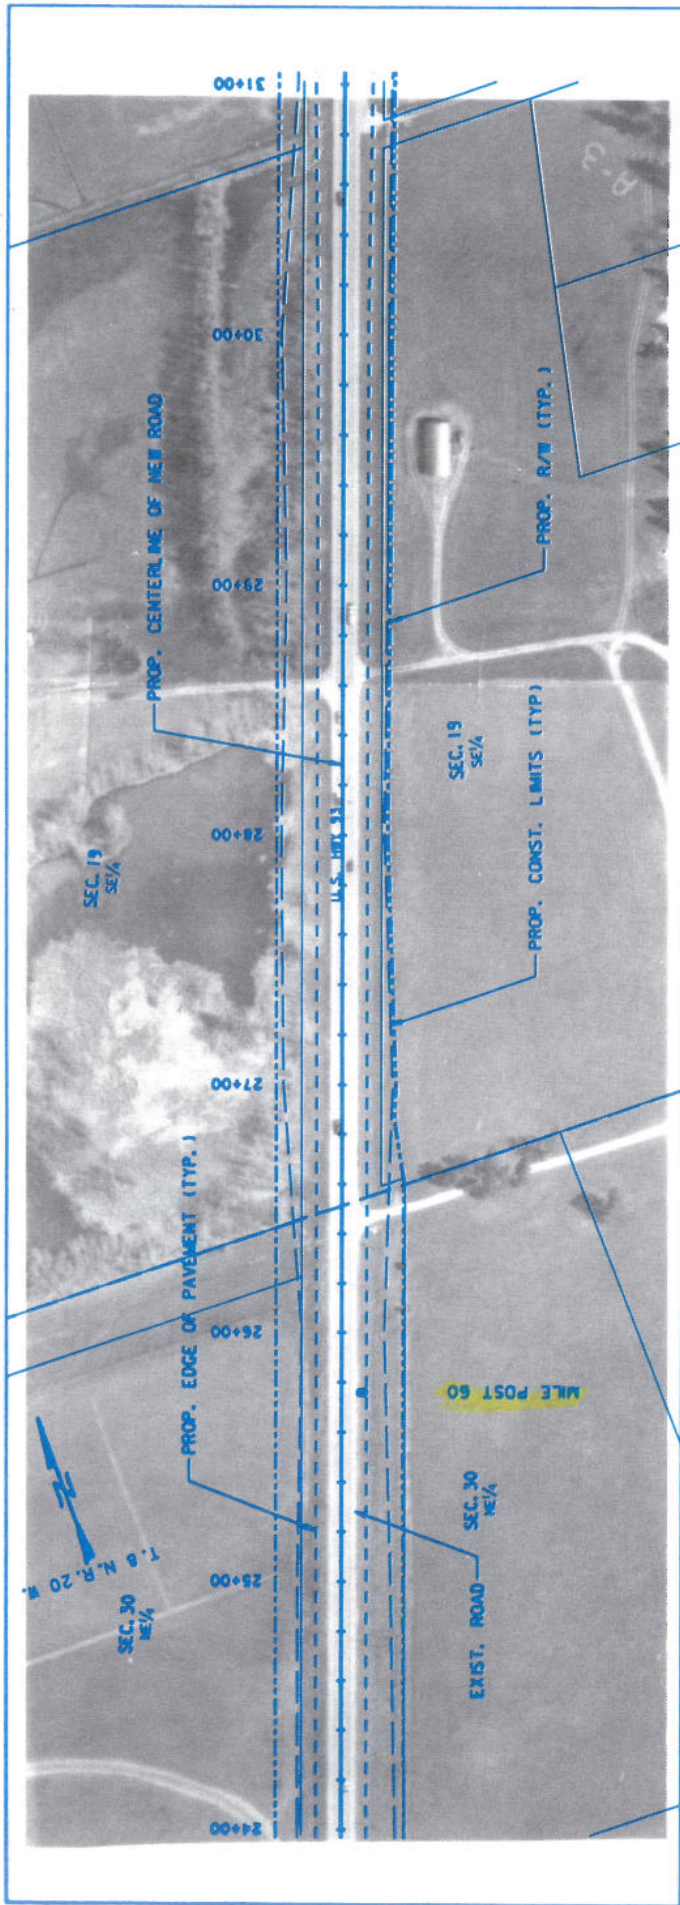 31+00
30+00
PROP. CENTERLINE OF NEW ROAD
PROP. R/W (TYP.)
29+00
SEC. 19
SE¼
SEC. 19
SE¼
28+00
U.S. HWY. 93
PROP. CONST. LIMITS (TYP)
27+00
PROP. EDGE OF PAVEMENT (TYP.)
26+00
MILE POST 60
N
T. 8 N. R. 20 W.
25+00
SEC. 30
NE¼
SEC. 30
NE¼
EXIST. ROAD
24+00